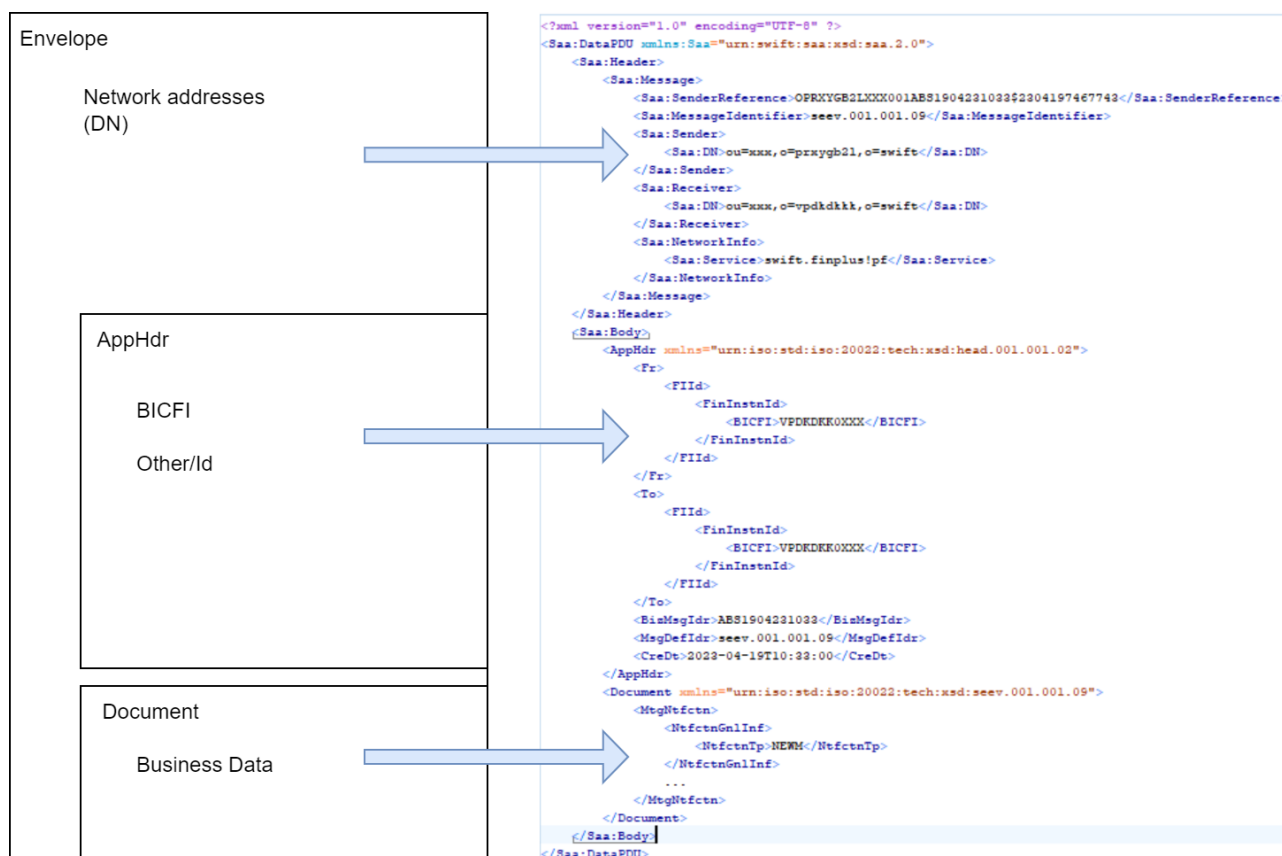 Envelope
Network addresses
(DN)
AppHdr
BICFI
Other/Id
Document
Business Data
<?xml version="1.0" encoding="UTF-8" ?>
<Saa:DataPDU xmlns:Saa="urn:swift:saa:xsd:saa.2.0">
<Saa:Header>
<Saa:Message>
<Saa:SenderReference>OPRXYGB2LXXX001ABS1904231033$2304197467743</Saa:SenderReference
<Saa:MessageIdentifier>seev.001.001.09</Saa:MessageIdentifier>
<Saa:Sender>
<Saa:DN>ou=xxx,o=prxygb2l,o=swift</Saa:DN>
</Saa:Sender>
<Saa:Receiver>
<Saa:DN>ou=xxx,o=vpdkdkkk,o=swift</Saa:DN>
</Saa:Receiver>
<Saa:NetworkInfo>
<Saa:Service>swift.finplus!pf</Saa:Service>
</Saa:NetworkInfo>
</Saa:Message>
</Saa:Header>
<Saa:Body>
<AppHdr xmlns="urn:iso:std:iso:20022:tech:xsd:head.001.001.02">
<Fr>
<FIId>
<FinInstnId>
<BICFI>VPDKDKK0XXX</BICFI>
</FinInstnId>
</FIId>
</Fr>
<To>
<FIId>
<FinInstnId>
<BICFI>VPDKDKK0XXX</BICFI>
</FinInstnId>
</FIId>
</To>
<BizMsgIdr>ABS1904231033</BizMsgIdr>
<MsgDefIdr>seev.001.001.09</MsgDefIdr>
<CreDt>2023-04-19T10:33:00</CreDt>
</AppHdr>
<Document xmlns="urn:iso:std:iso:20022:tech:xsd:seev.001.001.09">
<MtgNtfctn>
<NtfctnGnlInf>
<NtfctnTp>NEWM</NtfctnTp>
</NtfctnGnlInf>
...
</MtgNtfctn>
</Document>
</Saa:Body>
</Saa:DataPDU>